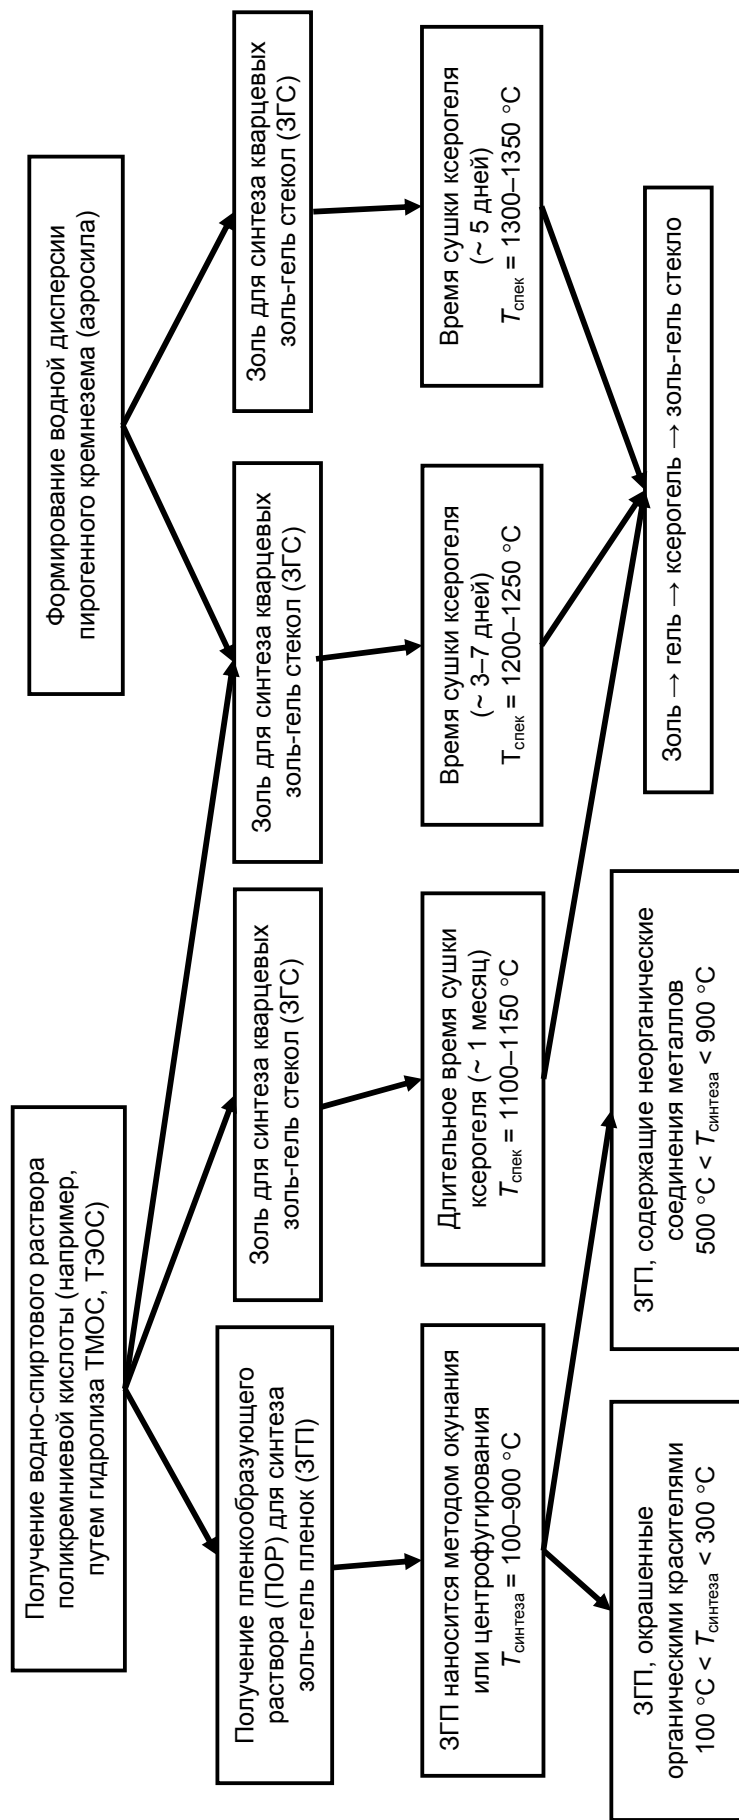 Получение водно-спиртового раствора
поликремниевой кислоты (например,
путем гидролиза ТМОС, ТЭОС)
Формирование водной дисперсии
пирогенного кремнезема (аэросила)
Получение пленкообразующего
раствора (ПОР) для синтеза
золь-гель пленок (ЗГП)
Золь для синтеза кварцевых
золь-гель стекол (ЗГС)
Золь для синтеза кварцевых
золь-гель стекол (ЗГС)
Золь для синтеза кварцевых
золь-гель стекол (ЗГС)
ЗГП наносится методом окунания
или центрофугирования
Tсинтеза = 100–900 °C
Длительное время сушки
ксерогеля (~ 1 месяц)
Tспек = 1100–1150 °C
Время сушки ксерогеля
(~ 3–7 дней)
Tспек = 1200–1250 °C
Время сушки ксерогеля
(~ 5 дней)
Tспек = 1300–1350 °C
ЗГП, окрашенные
органическими красителями
100 °C < Tсинтеза < 300 °C
ЗГП, содержащие неорганические
соединения металлов
500 °C < Tсинтеза < 900 °C
Золь → гель → ксерогель → золь-гель стекло